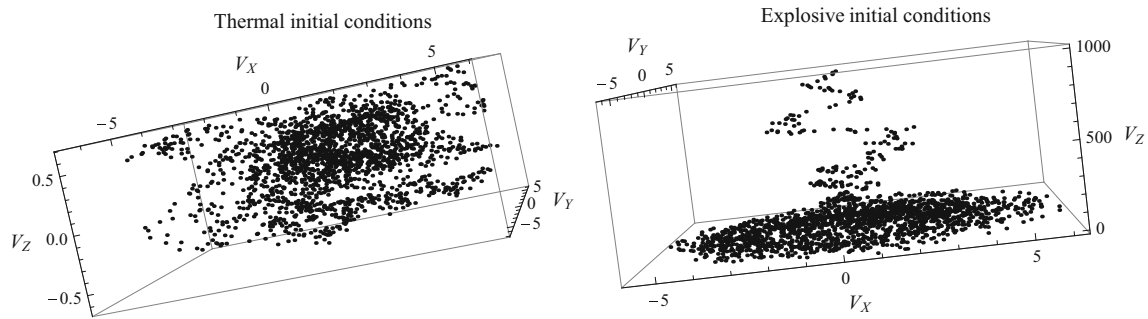 Thermal initial conditions
V_X
−5
0
5
0.5
0.0
−0.5
V_Z
5
0
−5
V_Y
Explosive initial conditions
V_Y
−5 0 5
1000
500
0
V_Z
−5
0
5
V_X